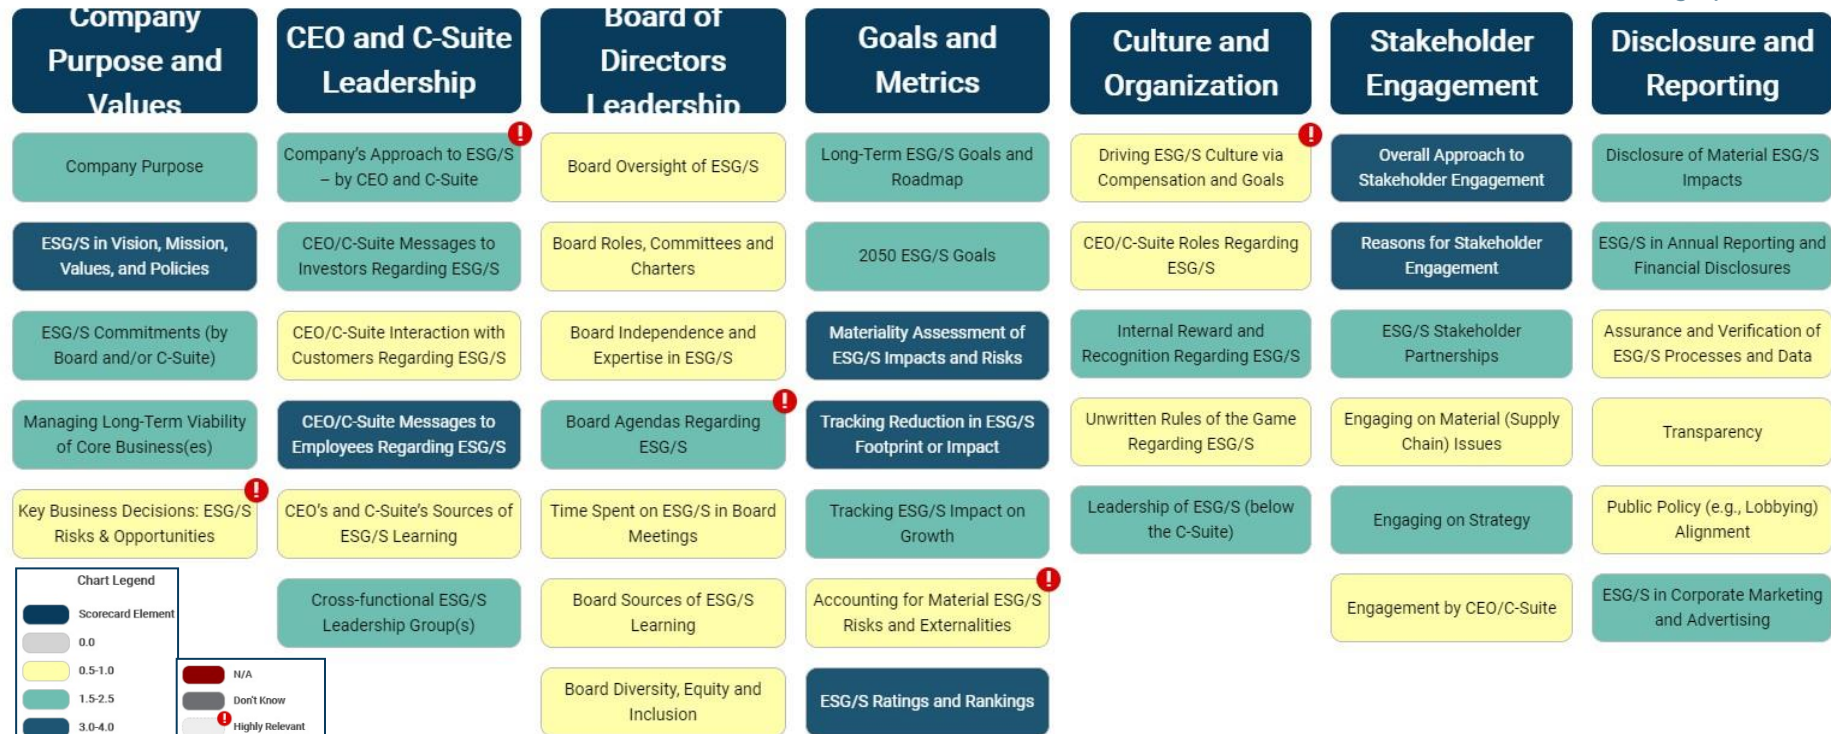 Company
Purpose and
Values
CEO and C-Suite
Leadership
Board of
Directors
Leadership
Goals and
Metrics
Culture and
Organization
Stakeholder
Engagement
Disclosure and
Reporting
Company Purpose
Company's Approach to ESG/S
– by CEO and C-Suite
!
Board Oversight of ESG/S
Long-Term ESG/S Goals and
Roadmap
Driving ESG/S Culture via
Compensation and Goals
!
Overall Approach to
Stakeholder Engagement
Disclosure of Material ESG/S
Impacts
ESG/S in Vision, Mission,
Values, and Policies
CEO/C-Suite Messages to
Investors Regarding ESG/S
Board Roles, Committees and
Charters
2050 ESG/S Goals
CEO/C-Suite Roles Regarding
ESG/S
Reasons for Stakeholder
Engagement
ESG/S in Annual Reporting and
Financial Disclosures
ESG/S Commitments (by
Board and/or C-Suite)
CEO/C-Suite Interaction with
Customers Regarding ESG/S
Board Independence and
Expertise in ESG/S
Materiality Assessment of
ESG/S Impacts and Risks
Internal Reward and
Recognition Regarding ESG/S
ESG/S Stakeholder
Partnerships
Assurance and Verification of
ESG/S Processes and Data
Managing Long-Term Viability
of Core Business(es)
CEO/C-Suite Messages to
Employees Regarding ESG/S
Board Agendas Regarding
ESG/S
!
Tracking Reduction in ESG/S
Footprint or Impact
Unwritten Rules of the Game
Regarding ESG/S
Engaging on Material (Supply
Chain) Issues
Transparency
Key Business Decisions: ESG/S
Risks & Opportunities
!
CEO's and C-Suite's Sources of
ESG/S Learning
Time Spent on ESG/S in Board
Meetings
Tracking ESG/S Impact on
Growth
Leadership of ESG/S (below
the C-Suite)
Engaging on Strategy
Public Policy (e.g., Lobbying)
Alignment
Cross-functional ESG/S
Leadership Group(s)
Board Sources of ESG/S
Learning
Accounting for Material ESG/S
Risks and Externalities
!
Engagement by CEO/C-Suite
ESG/S in Corporate Marketing
and Advertising
Board Diversity, Equity and
Inclusion
ESG/S Ratings and Rankings
Chart Legend
Scorecard Element
0.0
0.5-1.0
1.5-2.5
3.0-4.0
N/A
Don't Know
!
Highly Relevant